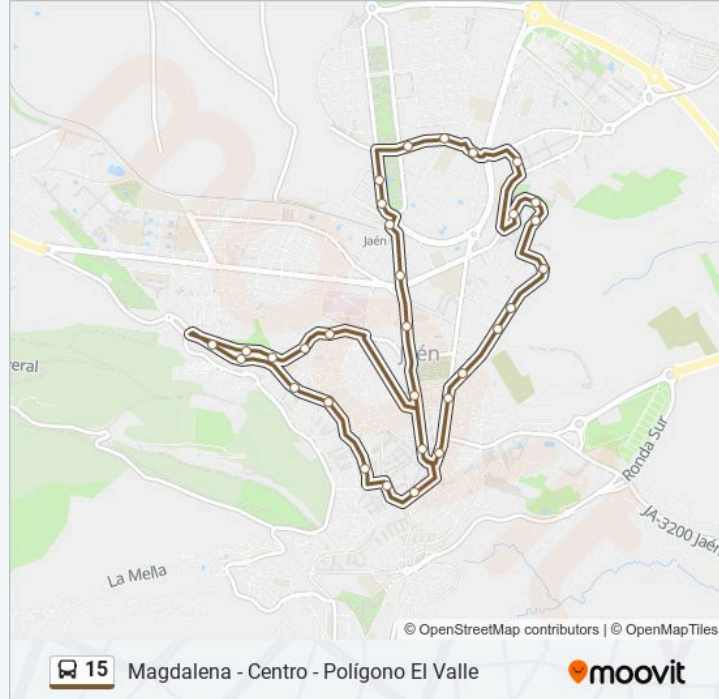 Jaén
Jaén
veral
Ronda Sur
JA-3200 Jaén
La Mella
© OpenStreetMap contributors | © OpenMapTiles
15 Magdalena - Centro - Polígono El Valle
moovit